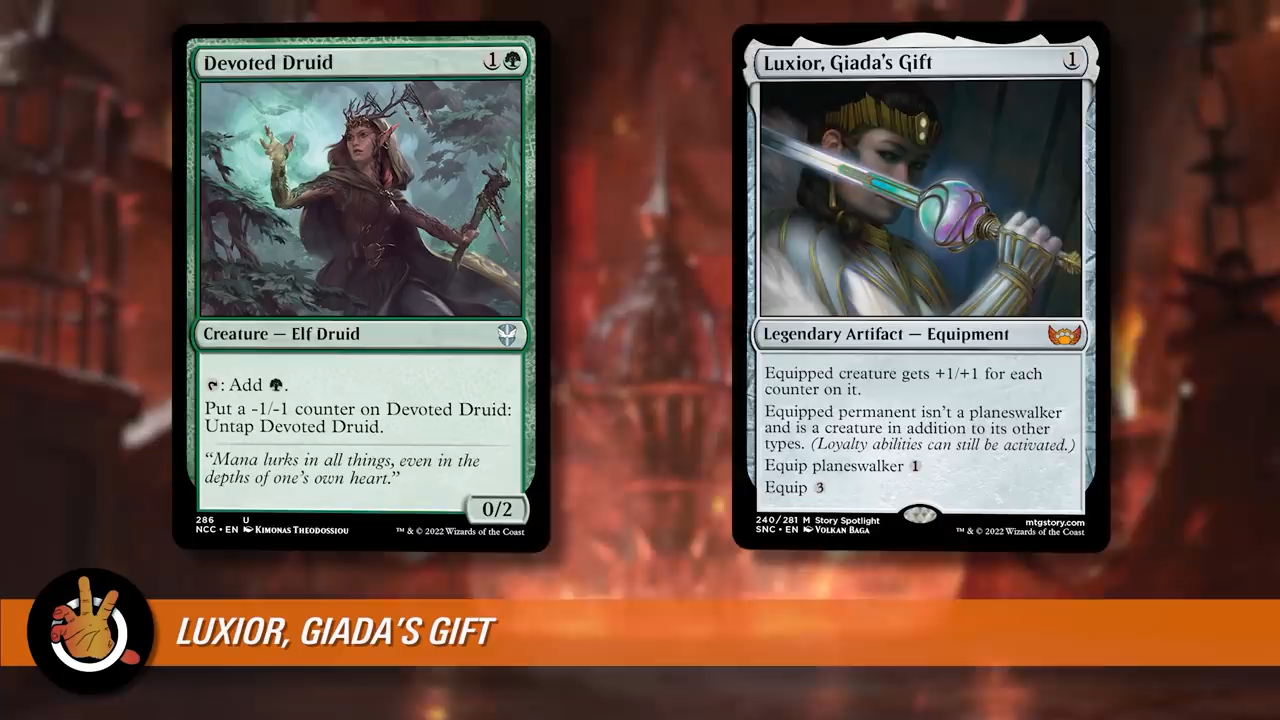 Devoted Druid 1
Creature — Elf Druid
: Add .
Put a -1/-1 counter on Devoted Druid:
Untap Devoted Druid.
“Mana lurks in all things, even in the
depths of one’s own heart.”
0/2
286 U
NCC • EN Kimonas Theodossiou
™ & © 2022 Wizards of the Coast
Luxior, Giada’s Gift 1
Legendary Artifact — Equipment
Equipped creature gets +1/+1 for each
counter on it.
Equipped permanent isn’t a planeswalker
and is a creature in addition to its other
types. (Loyalty abilities can still be activated.)
Equip planeswalker 1
Equip 3
240/281 M Story Spotlight
SNC • EN Volkan Baga
mtgstory.com
™ & © 2022 Wizards of the Coast
LUXIOR, GIADA'S GIFT